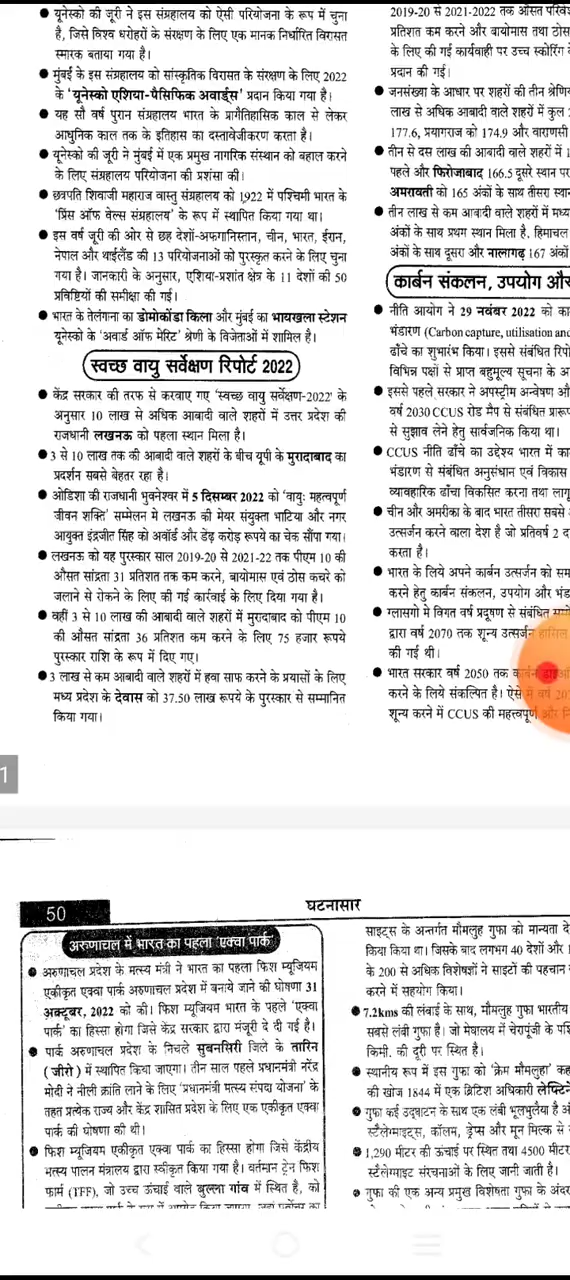 यूनेस्को की जूरी ने इस संग्रहालय को ऐसी परियोजना के रूप में चुना
है, जिसे विश्व धरोहरों के संरक्षण के लिए एक मानक निर्धारित विरासत
स्मारक बताया गया है।
मुंबई के इस संग्रहालय को सांस्कृतिक विरासत के संरक्षण के लिए 2022
के 'यूनेस्को एशिया-पैसिफिक अवार्ड्स' प्रदान किया गया है।
यह सौ वर्ष पुरान संग्रहालय भारत के प्रागैतिहासिक काल से लेकर
आधुनिक काल तक के इतिहास का दस्तावेजीकरण करता है।
यूनेस्को की जूरी ने मुंबई में एक प्रमुख नागरिक संस्थान को बहाल करने
के लिए संग्रहालय परियोजना की प्रशंसा की।
छत्रपति शिवाजी महाराज वास्तु संग्रहालय को 1922 में पश्चिमी भारत के
'प्रिंस ऑफ वेल्स संग्रहालय' के रूप में स्थापित किया गया था।
इस वर्ष जूरी की ओर से छह देशों-अफगानिस्तान, चीन, भारत, ईरान,
नेपाल और थाईलैंड की 13 परियोजनाओं को पुरस्कृत करने के लिए चुना
गया है। जानकारी के अनुसार, एशिया-प्रशांत क्षेत्र के 11 देशों की 50
प्रविष्टियों की समीक्षा की गई।
भारत के तेलंगाना का डोमोकोंडा किला और मुंबई का भायखला स्टेशन
यूनेस्को के 'अवार्ड ऑफ मेरिट' श्रेणी के विजेताओं में शामिल है।
स्वच्छ वायु सर्वेक्षण रिपोर्ट 2022
केंद्र सरकार की तरफ से करवाए गए 'स्वच्छ वायु सर्वेक्षण-2022' के
अनुसार 10 लाख से अधिक आबादी वाले शहरों में उत्तर प्रदेश की
राजधानी लखनऊ को पहला स्थान मिला है।
3 से 10 लाख तक की आबादी वाले शहरों के बीच यूपी के मुरादाबाद का
प्रदर्शन सबसे बेहतर रहा है।
ओडिशा की राजधानी भुवनेश्वर में 5 दिसम्बर 2022 को 'वायुः महत्वपूर्ण
जीवन शक्ति' सम्मेलन मे लखनऊ की मेयर संयुक्ता भाटिया और नगर
आयुक्त इंद्रजीत सिंह को अवॉर्ड और डेढ़ करोड़ रूपये का चेक सौंपा गया।
लखनऊ को यह पुरस्कार साल 2019-20 से 2021-22 तक पीएम 10 की
औसत सांद्रता 31 प्रतिशत तक कम करने, बायोमास एवं ठोस कचरे को
जलाने से रोकने के लिए की गई कार्रवाई के लिए दिया गया है।
वहीं 3 से 10 लाख की आबादी वाले शहरों में मुरादाबाद को पीएम 10
की औसत सांद्रता 36 प्रतिशत कम करने के लिए 75 हजार रूपये
पुरस्कार राशि के रूप में दिए गए।
3 लाख से कम आबादी वाले शहरों में हवा साफ करने के प्रयासों के लिए
मध्य प्रदेश के देवास को 37.50 लाख रूपये के पुरस्कार से सम्मानित
किया गया।
2019-20 से 2021-2022 तक औसत
प्रतिशत कम करने और बायोमास तथा ठोस
के लिए की गई कार्यवाही पर उच्च स्कोरिंग
प्रदान की गई।
जनसंख्या के आधार पर शहरों की तीन
लाख से अधिक आबादी वाले शहरों में कुल
177.6, प्रयागराज को 174.9 और वाराणसी
तीन से दस लाख की आबादी वाले शहरों में
पहले और फिरोजाबाद 166.5 दूसरे स्थान पर
अमरावती को 165 अंकों के साथ तीसरा
तीन लाख से कम आबादी वाले शहरों में
अंकों के साथ प्रथम स्थान मिला है। हिमाचल
अंकों के साथ दूसरा और नालागढ़ 167 अंकों
कार्बन संकलन, उपयोग और
नीति आयोग ने 29 नवंबर 2022 को
भंडारण (Carbon capture, utilisation and
ढाँचे का शुभारंभ किया। इससे संबंधित
विभिन्न पक्षों से प्राप्त बहुमूल्य सूचना के
इससे पहले सरकार ने अपस्ट्रीम अन्वेषण
वर्ष 2030 CCUS रोड मैप से संबंधित
से सुझाव लेने हेतु सार्वजनिक किया था।
CCUS नीति ढाँचे का उद्देश्य भारत में
भंडारण से संबंधित अनुसंधान एवं विकास
व्यावहारिक ढाँचा विकसित करना तथा
चीन और अमरीका के बाद भारत तीसरा सबसे
उत्सर्जन करने वाला देश है जो प्रतिवर्ष 2
करता है।
भारत के लिये अपने कार्बन उत्सर्जन को
करने हेतु कार्बन संकलन, उपयोग और
ग्लासगो मे विगत वर्ष प्रदूषण से संबंधित
द्वारा वर्ष 2070 तक शून्य उत्सर्जन हासिल
की गई थी।
भारत सरकार वर्ष 2050 तक
करने के लिये संकल्पित है। ऐसे में वर्ष
शून्य करने में CCUS की महत्त्वपूर्ण और
1
50
घटनासार
अरुणाचल में भारत का पहला 'एक्वा पार्क'
अरुणाचल प्रदेश के मत्स्य मंत्री ने भारत का पहला फिश म्यूजियम
एकीकृत एक्वा पार्क अरुणाचल प्रदेश में बनाये जाने की घोषणा 31
अक्टूबर, 2022 को की। फिश म्यूजियम भारत के पहले 'एक्वा
पार्क' का हिस्सा होगा जिसे केंद्र सरकार द्वारा मंजूरी दे दी गई है।
पार्क अरुणाचल प्रदेश के निचले सुबनसिरी जिले के तारिन
(जीरो) में स्थापित किया जाएगा। तीन साल पहले प्रधानमंत्री नरेंद्र
मोदी ने नीली क्रांति लाने के लिए 'प्रधानमंत्री मत्स्य संपदा योजना' के
तहत प्रत्येक राज्य और केंद्र शासित प्रदेश के लिए एक एकीकृत एक्वा
पार्क की घोषणा की थी।
फिश म्यूजियम एकीकृत एक्वा पार्क का हिस्सा होगा जिसे केंद्रीय
मत्स्य पालन मंत्रालय द्वारा स्वीकृत किया गया है। वर्तमान ट्रेन फिश
फार्म (TFF), जो उच्च ऊंचाई वाले बुल्ला गांव में स्थित है, को
साइट्स के अन्तर्गत मौमलुह गुफा को मान्यता
किया किया था। जिसके बाद लगभग 40 देशों और
के 200 से अधिक विशेषज्ञों ने साइटों की पहचान
करने में सहयोग किया।
7.2kms की लंबाई के साथ, मौमलुह गुफा भारतीय
सबसे लंबी गुफा है। जो मेघालय में चेरापूंजी के
किमी. की दूरी पर स्थित है।
स्थानीय रूप में इस गुफा को 'क्रेम मौमलुहा'
की खोज 1844 में एक ब्रिटिश अधिकारी
गुफा कई उद्घाटन के साथ एक लंबी भूलभुलैया है
स्टैलेग्माइट्स, कॉलम, ड्रेप्स और मून मिल्क से
1,290 मीटर की ऊंचाई पर स्थित तथा 4500 मीटर
स्टैलेग्माइट संरचनाओं के लिए जानी जाती है।
गुफा की एक अन्य प्रमुख विशेषता गुफा के अंदर